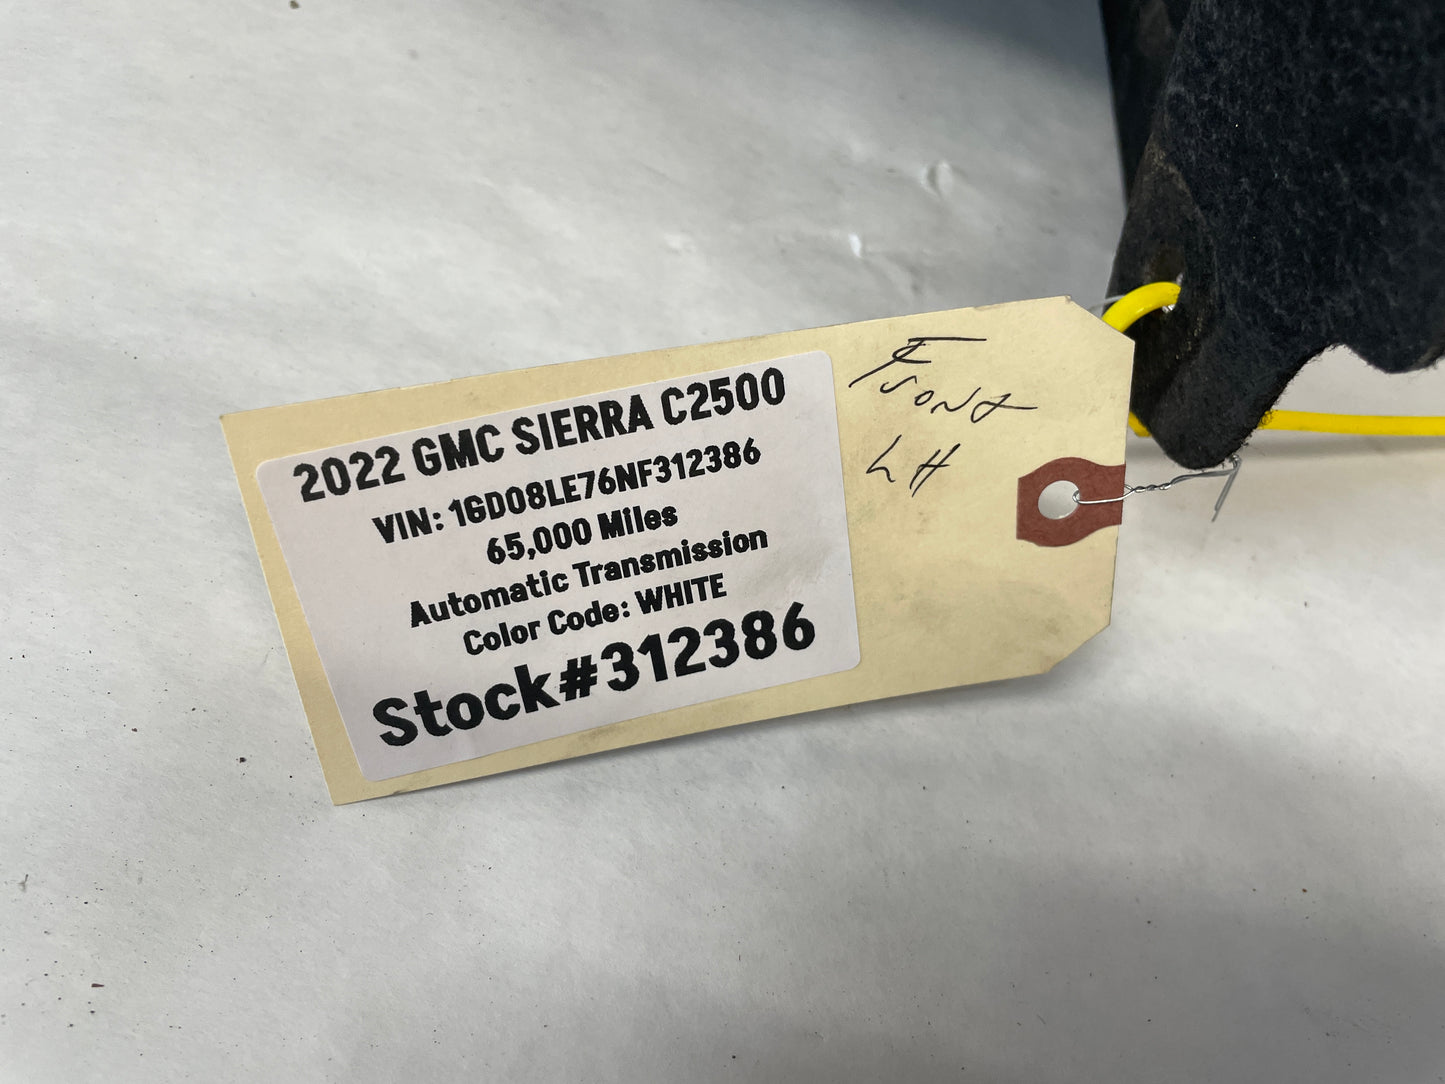 2022 GMC SIERRA C2500
VIN: 1GD08LE76NF312386
65,000 Miles
Automatic Transmission
Color Code: WHITE
Stock#312386
Front
LH